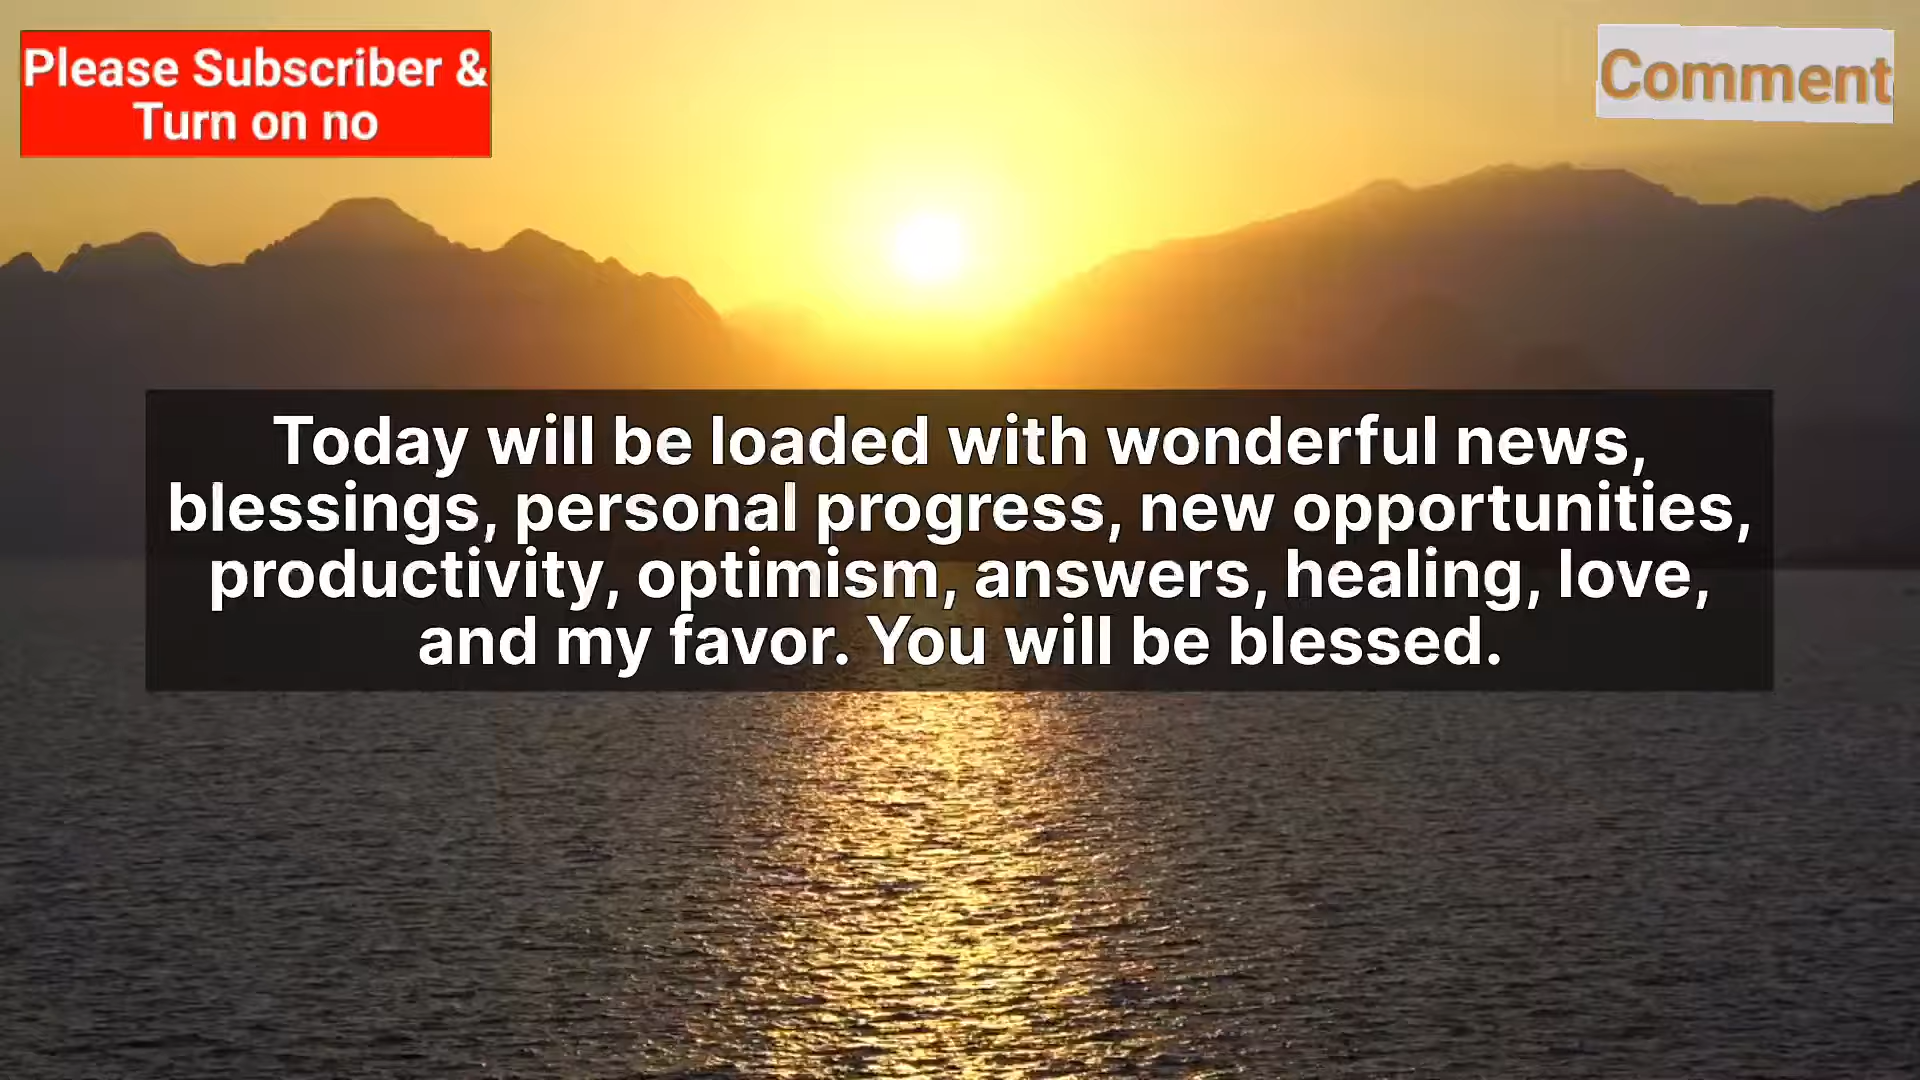 Please Subscriber &
Turn on no
Comment
Today will be loaded with wonderful news,
blessings, personal progress, new opportunities,
productivity, optimism, answers, healing, love,
and my favor. You will be blessed.